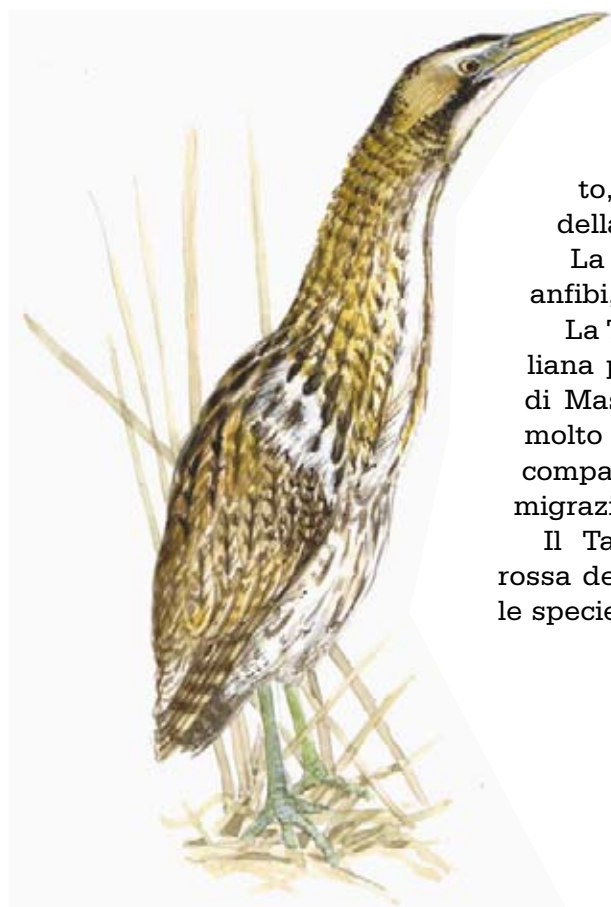 to,
della
La
anfibi,
La T
liana p
di Mas
molto
compa
migrazi
Il Ta
rossa de
le specie